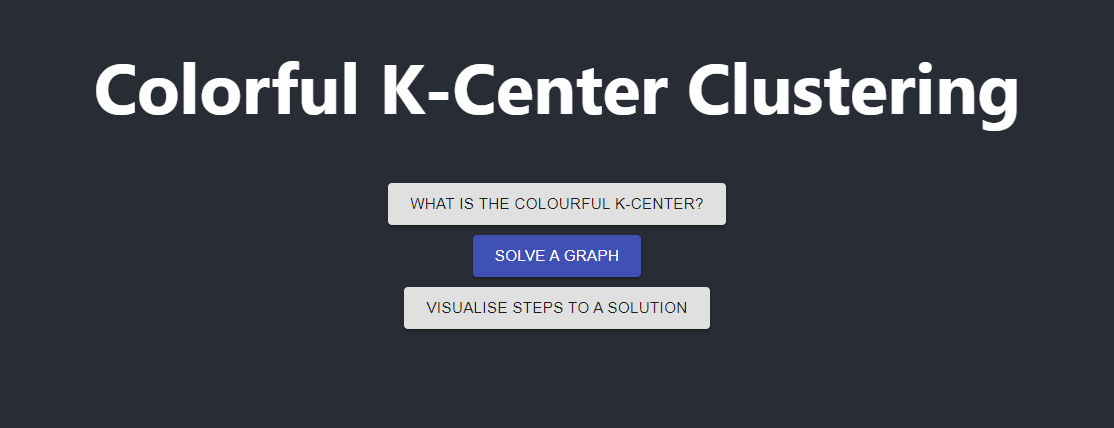 Colorful K-Center Clustering
WHAT IS THE COLOURFUL K-CENTER?
SOLVE A GRAPH
VISUALISE STEPS TO A SOLUTION